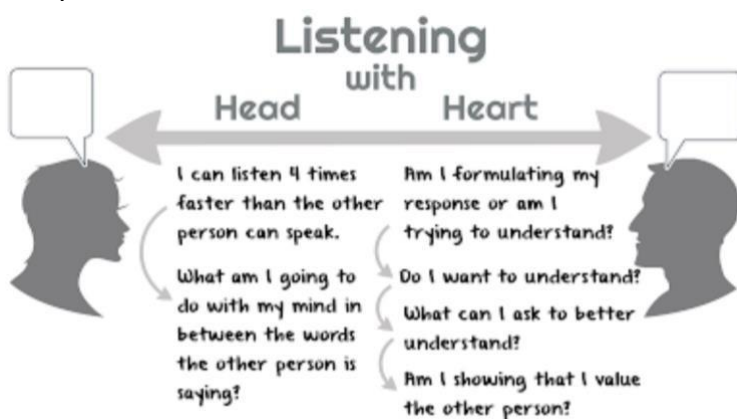 Listening
with
Head
Heart
I can listen 4 times
faster than the other
person can speak.
What am I going to
do with my mind in
between the words
the other person is
saying?
Am I formulating my
response or am I
trying to understand?
Do I want to understand?
What can I ask to better
understand?
Am I showing that I value
the other person?